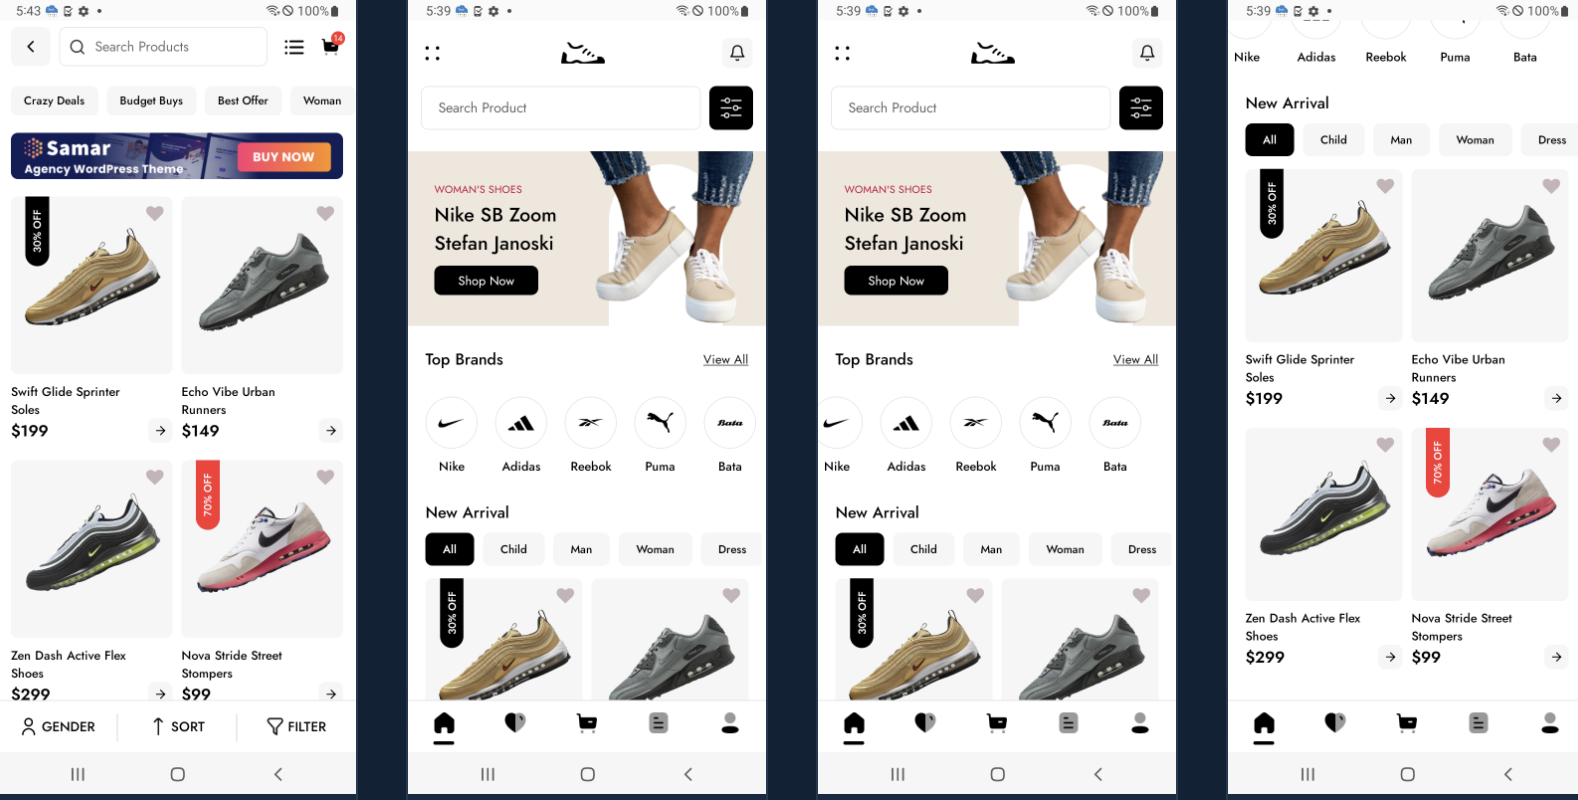 5:43
100%
Search Products
14
Crazy Deals
Budget Buys
Best Offer
Woman
Samar
Agency WordPress Theme
BUY NOW
30% OFF
Swift Glide Sprinter
Soles
$199
Echo Vibe Urban
Runners
$149
70% OFF
Zen Dash Active Flex
Shoes
$299
Nova Stride Street
Stompers
$99
GENDER
SORT
FILTER
5:39
100%
Search Product
WOMAN'S SHOES
Nike SB Zoom
Stefan Janoski
Shop Now
Top Brands
View All
Bata
Nike
Adidas
Reebok
Puma
Bata
New Arrival
All
Child
Man
Woman
Dress
30% OFF
5:39
100%
Search Product
WOMAN'S SHOES
Nike SB Zoom
Stefan Janoski
Shop Now
Top Brands
View All
Bata
Nike
Adidas
Reebok
Puma
Bata
New Arrival
All
Child
Man
Woman
Dress
30% OFF
5:39
100%
Nike
Adidas
Reebok
Puma
Bata
New Arrival
All
Child
Man
Woman
Dress
30% OFF
Swift Glide Sprinter
Soles
$199
Echo Vibe Urban
Runners
$149
70% OFF
Zen Dash Active Flex
Shoes
$299
Nova Stride Street
Stompers
$99